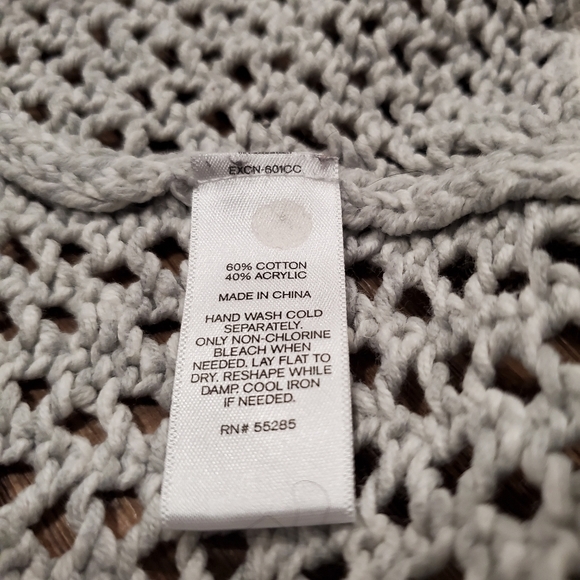 EXCN-601CC
60% COTTON
40% ACRYLIC
MADE IN CHINA
HAND WASH COLD
SEPARATELY.
ONLY NON-CHLORINE
BLEACH WHEN
NEEDED. LAY FLAT TO
DRY. RESHAPE WHILE
DAMP. COOL IRON
IF NEEDED.
RN# 55285